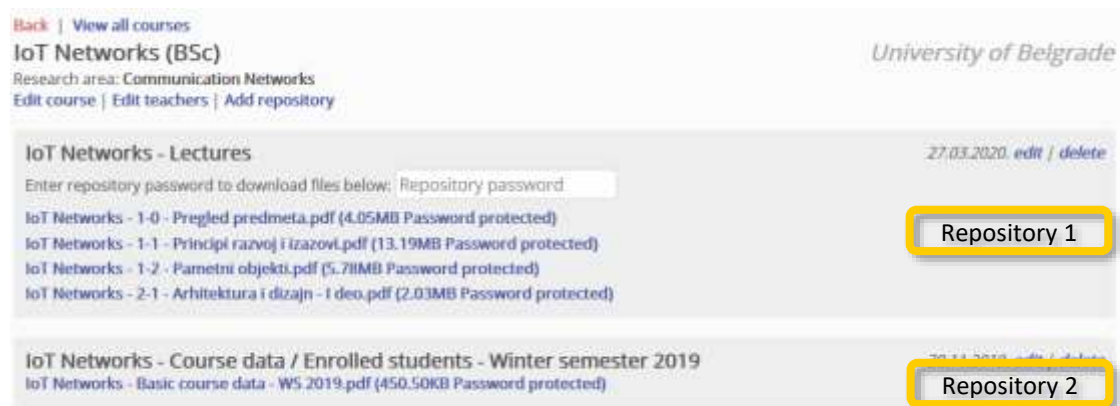 Back | View all courses
IoT Networks (BSc)
University of Belgrade
Research area: Communication Networks
Edit course | Edit teachers | Add repository
IoT Networks - Lectures
27.03.2020. edit / delete
Enter repository password to download files below: Repository password
IoT Networks - 1-0 - Pregled predmeta.pdf (4.05MB Password protected)
IoT Networks - 1-1 - Principi razvoj i izazovi.pdf (13.19MB Password protected)
Repository 1
IoT Networks - 1-2 - Pametni objekti.pdf (5.78MB Password protected)
IoT Networks - 2-1 - Arhitektura i dizajn - I deo.pdf (2.03MB Password protected)
IoT Networks - Course data / Enrolled students - Winter semester 2019
edit / delete
IoT Networks - Basic course data - WS 2019.pdf (450.50KB Password protected)
Repository 2